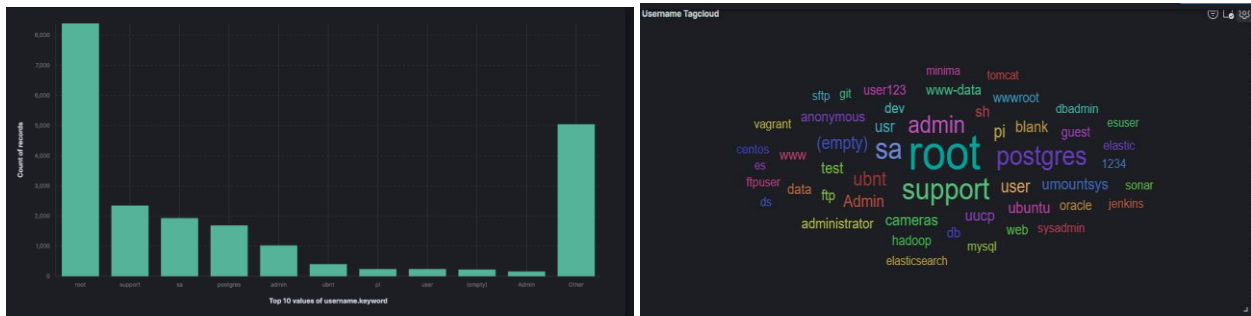 8,000
7,000
6,000
5,000
4,000
3,000
2,000
1,000
0
Count of records
root support sa postgres admin ubnt pi user (empty) Admin Other
Top 10 values of username.keyword
Username Tagcloud
minima tomcat
sftp git user123 www-data wwwroot
dev dbadmin
vagrant anonymous usr admin sh pi blank guest esuser
centos www (empty) sa root postgres elastic
es test 1234
ftpuser data ftp ubnt support user umountsys sonar
ds Admin uucp ubuntu oracle jenkins
administrator cameras db web sysadmin
hadoop mysql
elasticsearch